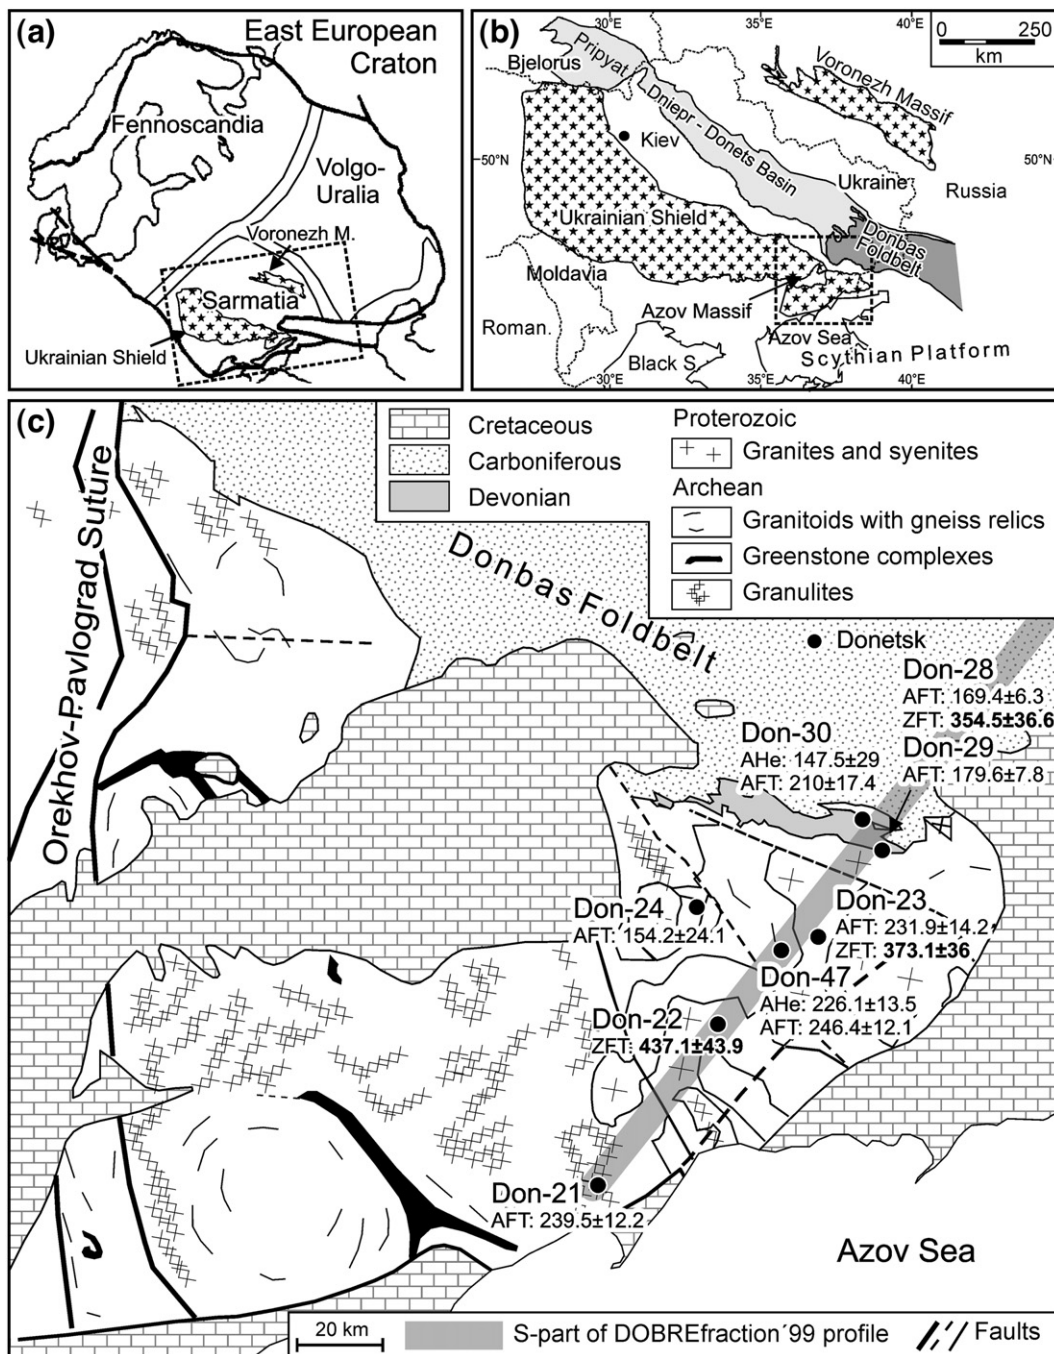 (a)
East European
Craton
Fennoscandia
Volgo-
Uralia
Voronezh M.
Sarmatia
Ukrainian Shield
(b)
30°E
35°E
40°E
0 250
km
Bjelorus
Pripyat
Dniepr - Donets Basin
Voronezh Massif
Kiev
50°N
50°N
Ukraine
Russia
Ukrainian Shield
Donbas
Foldbelt
Moldavia
Azov Massif
Roman.
Azov Sea
Black S.
Scythian Platform
30°E
35°E
40°E
(c)
Cretaceous
Carboniferous
Devonian
Proterozoic
Granites and syenites
Archean
Granitoids with gneiss relics
Greenstone complexes
Granulites
Orekhov-Pavlograd Suture
Donbas Foldbelt
Donetsk
Don-28
AFT: 169.4±6.3
ZFT: 354.5±36.6
Don-30
AHe: 147.5±29
AFT: 210±17.4
Don-29
AFT: 179.6±7.8
Don-24
AFT: 154.2±24.1
Don-23
AFT: 231.9±14.2
ZFT: 373.1±36
Don-47
AHe: 226.1±13.5
AFT: 246.4±12.1
Don-22
ZFT: 437.1±43.9
Don-21
AFT: 239.5±12.2
Azov Sea
20 km
S-part of DOBREfraction´99 profile
Faults